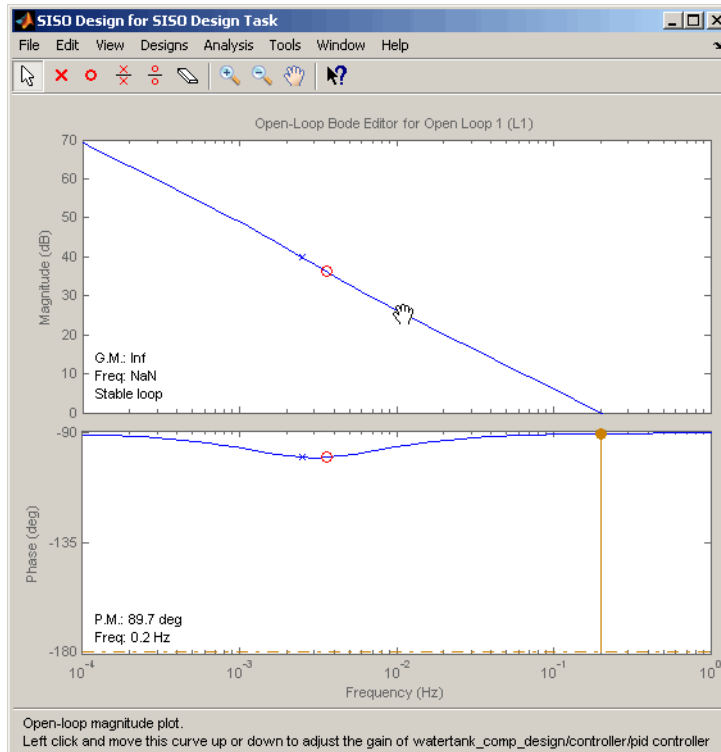 SISO Design for SISO Design Task
File Edit View Designs Analysis Tools Window Help
Open-Loop Bode Editor for Open Loop 1 (L1)
70
60
50
40
30
20
10
0
Magnitude (dB)
G.M.: Inf
Freq: NaN
Stable loop
-90
-135
-180
Phase (deg)
P.M.: 89.7 deg
Freq: 0.2 Hz
10^-4 10^-3 10^-2 10^-1 10^0
Frequency (Hz)
Open-loop magnitude plot.
Left click and move this curve up or down to adjust the gain of watertank_comp_design/controller/pid controller